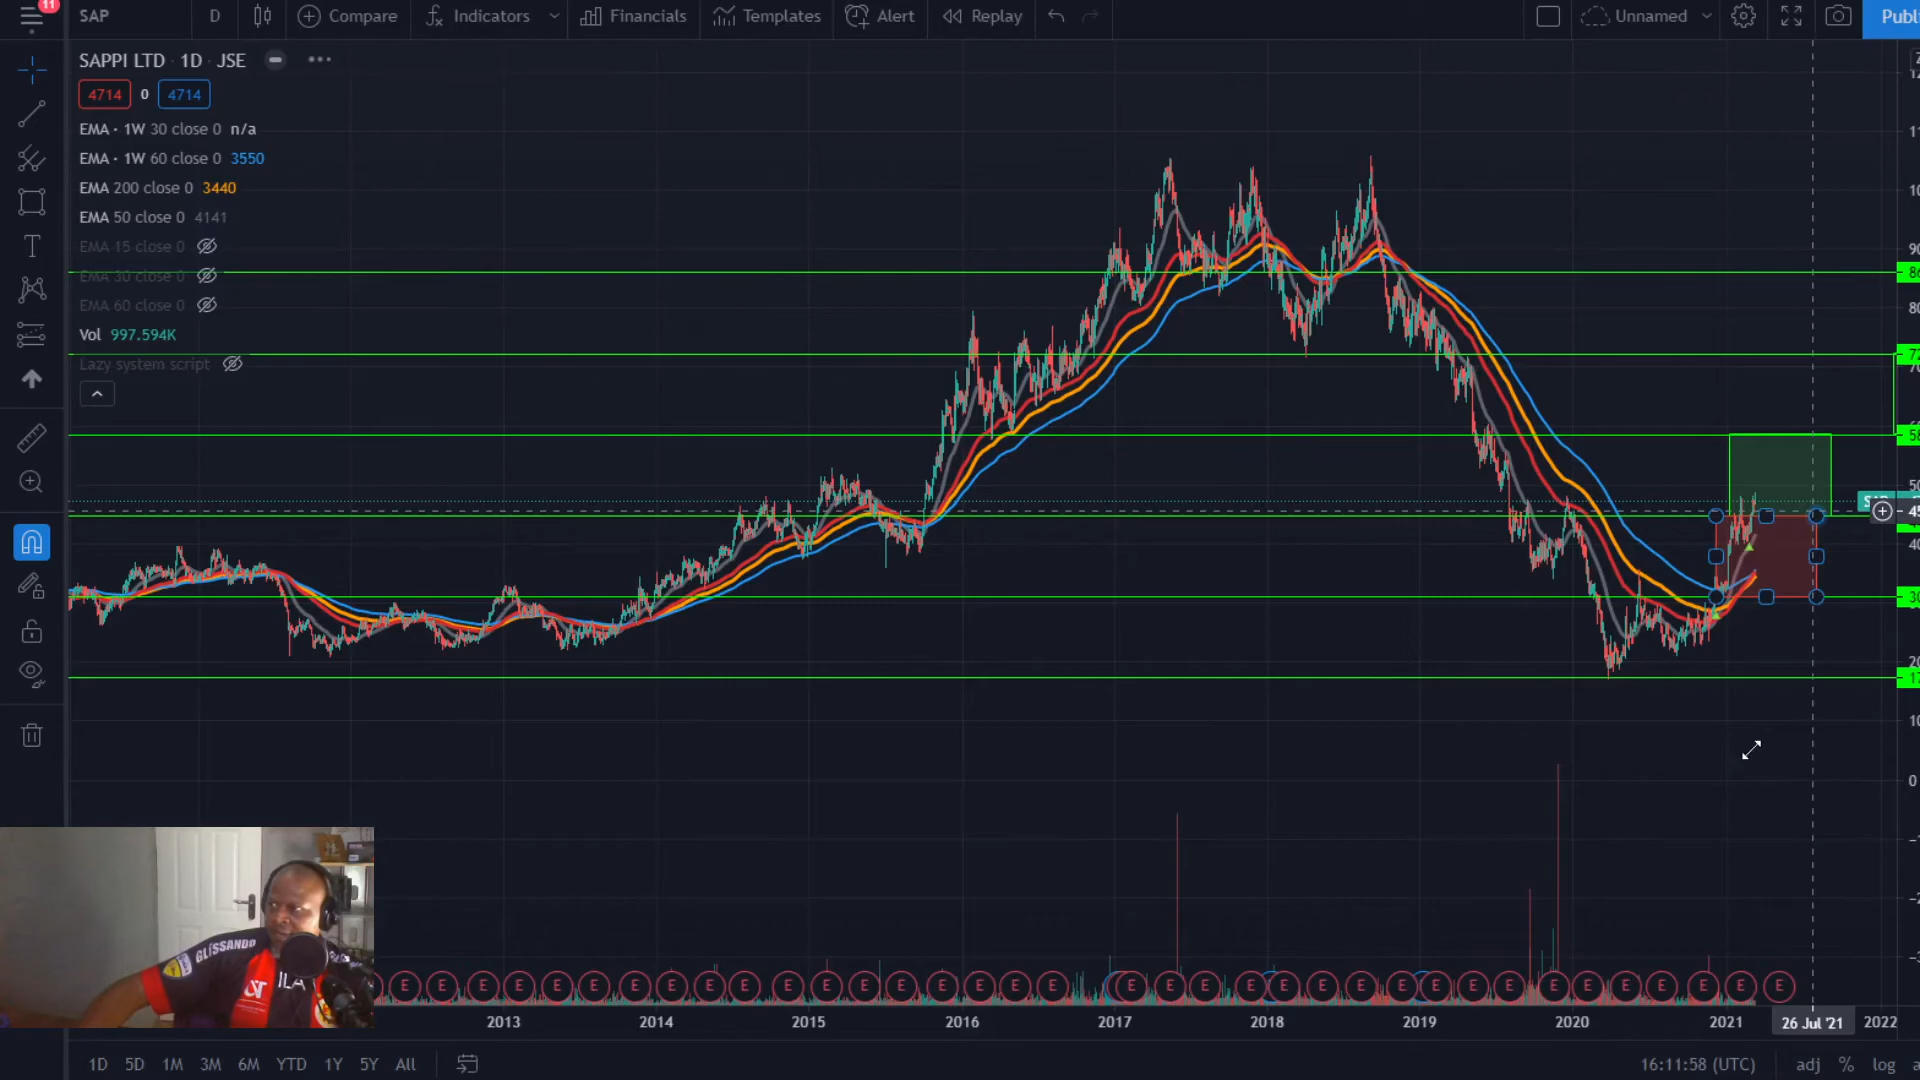 11
SAP D Compare Indicators Financials Templates Alert Replay Unnamed
SAPPI LTD · 1D · JSE
4714 0 4714
EMA · 1W 30 close 0 n/a
EMA · 1W 60 close 0 3550
EMA 200 close 0 3440
EMA 50 close 0 4141
EMA 15 close 0
EMA 30 close 0
EMA 60 close 0
Vol 997.594K
Lazy system script
GLISSANDO
E E E E E E E E E E E E E E E E E E E E E E E E E E E E E E E E E E E E E
2013 2014 2015 2016 2017 2018 2019 2020 2021 26 Jul '21 2022
1D 5D 1M 3M 6M YTD 1Y 5Y All 16:11:58 (UTC) adj % log